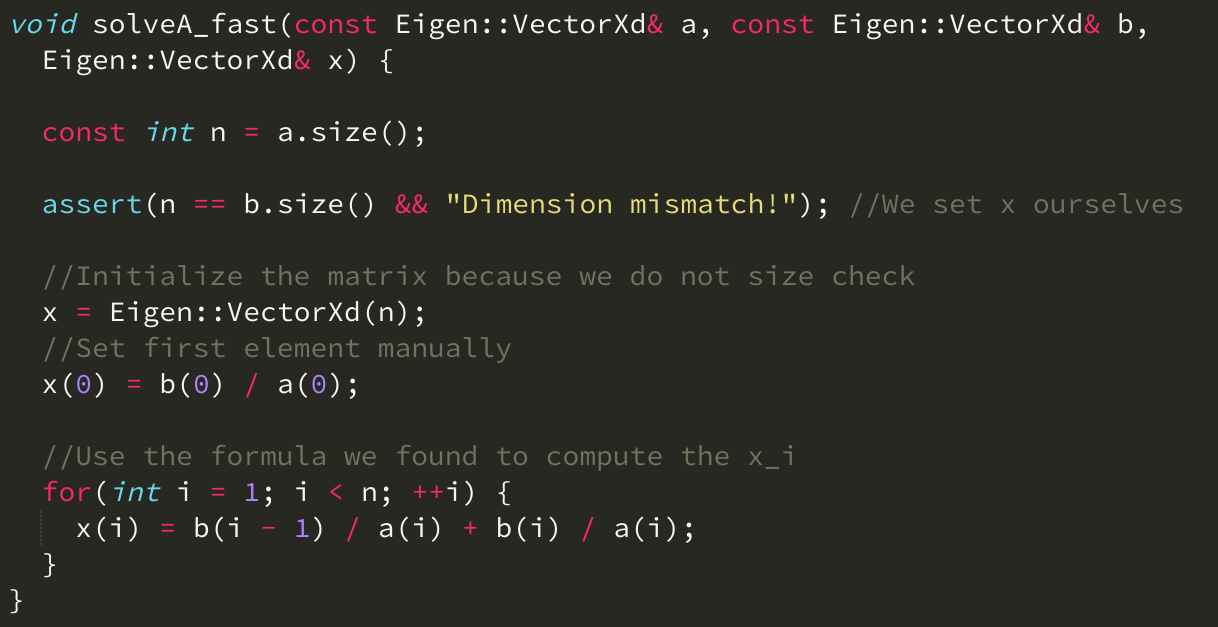 void solveA_fast(const Eigen::VectorXd& a, const Eigen::VectorXd& b,
  Eigen::VectorXd& x) {

  const int n = a.size();

  assert(n == b.size() && "Dimension mismatch!"); //We set x ourselves

  //Initialize the matrix because we do not size check
  x = Eigen::VectorXd(n);
  //Set first element manually
  x(0) = b(0) / a(0);

  //Use the formula we found to compute the x_i
  for(int i = 1; i < n; ++i) {
    x(i) = b(i - 1) / a(i) + b(i) / a(i);
  }
}